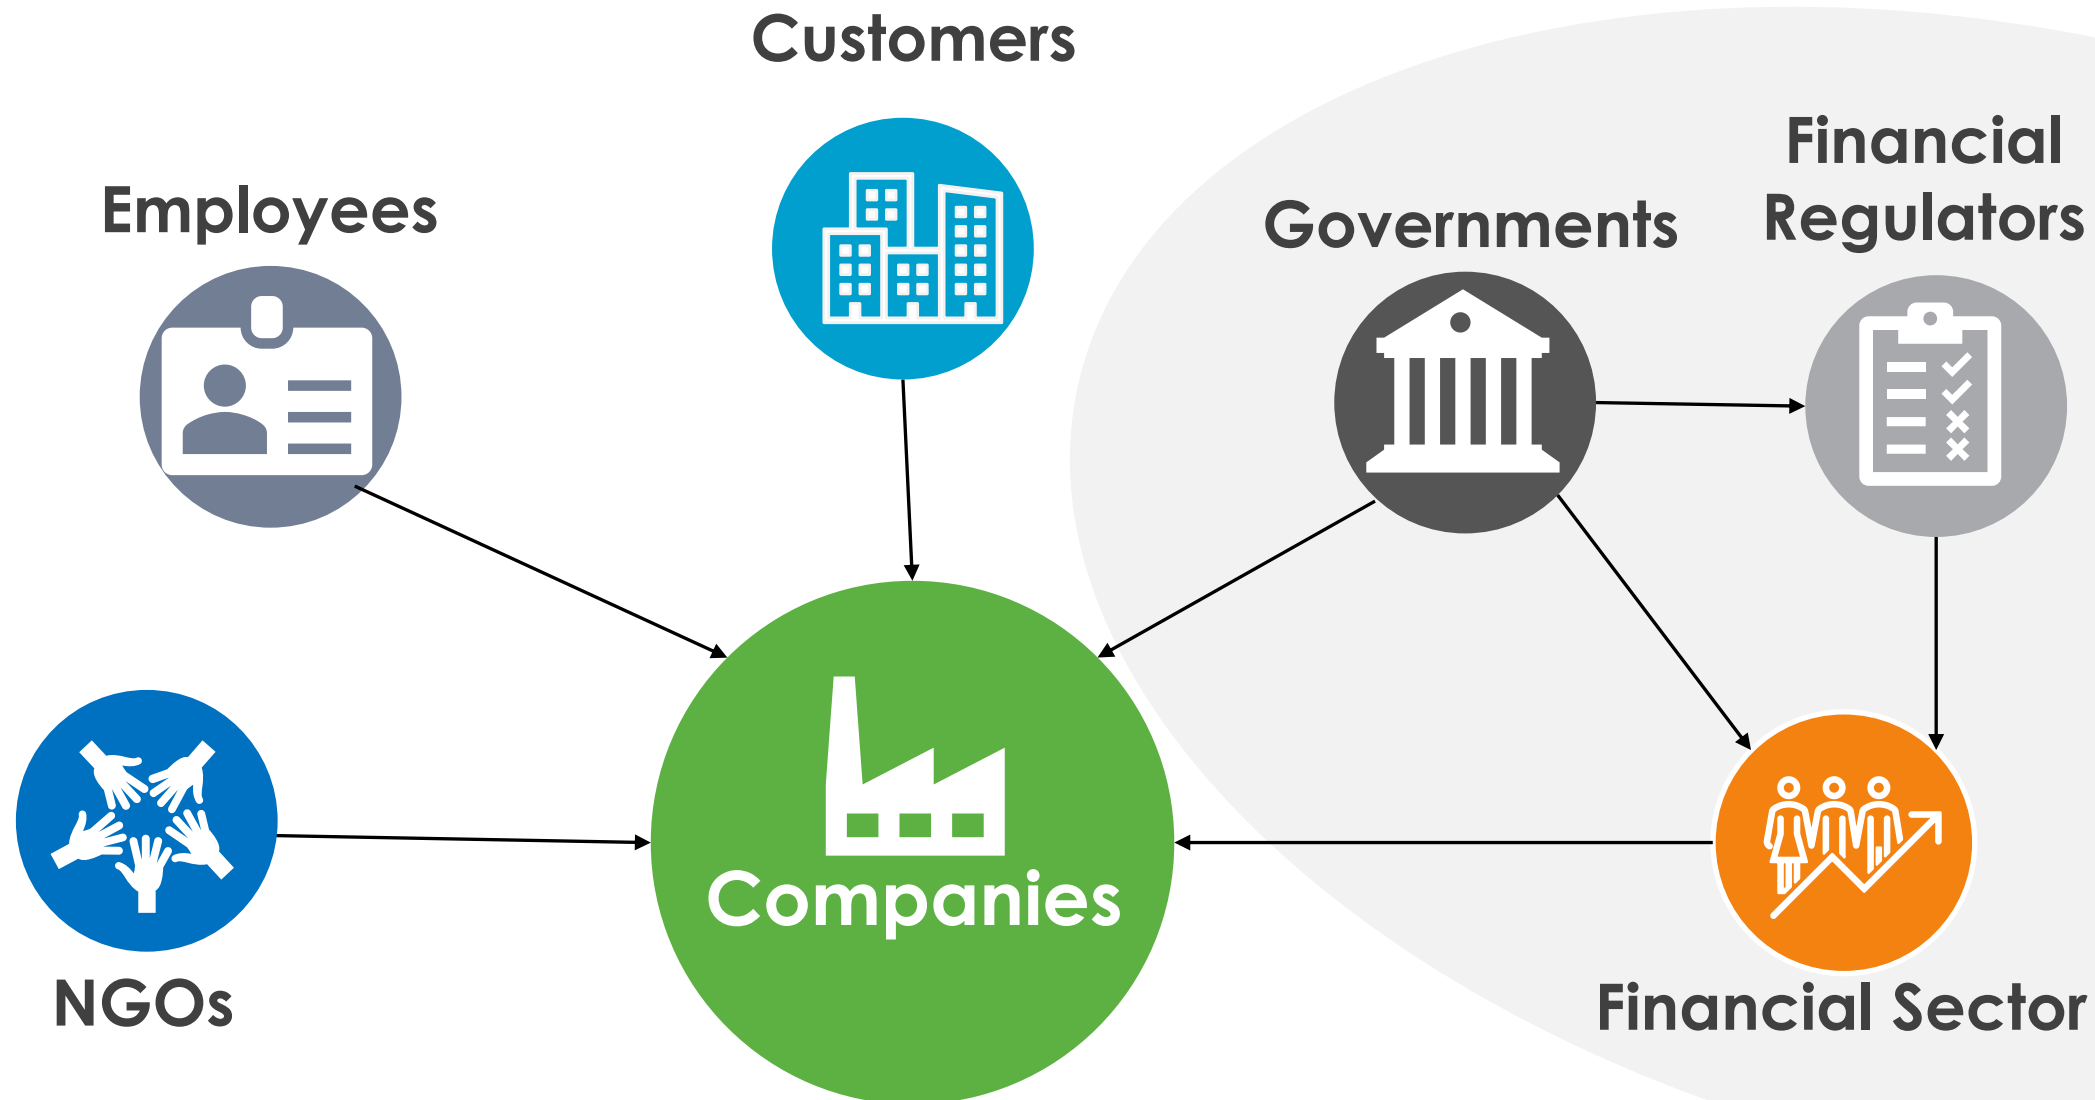 Customers
Employees
Governments
Financial
Regulators
Companies
NGOs
Financial Sector